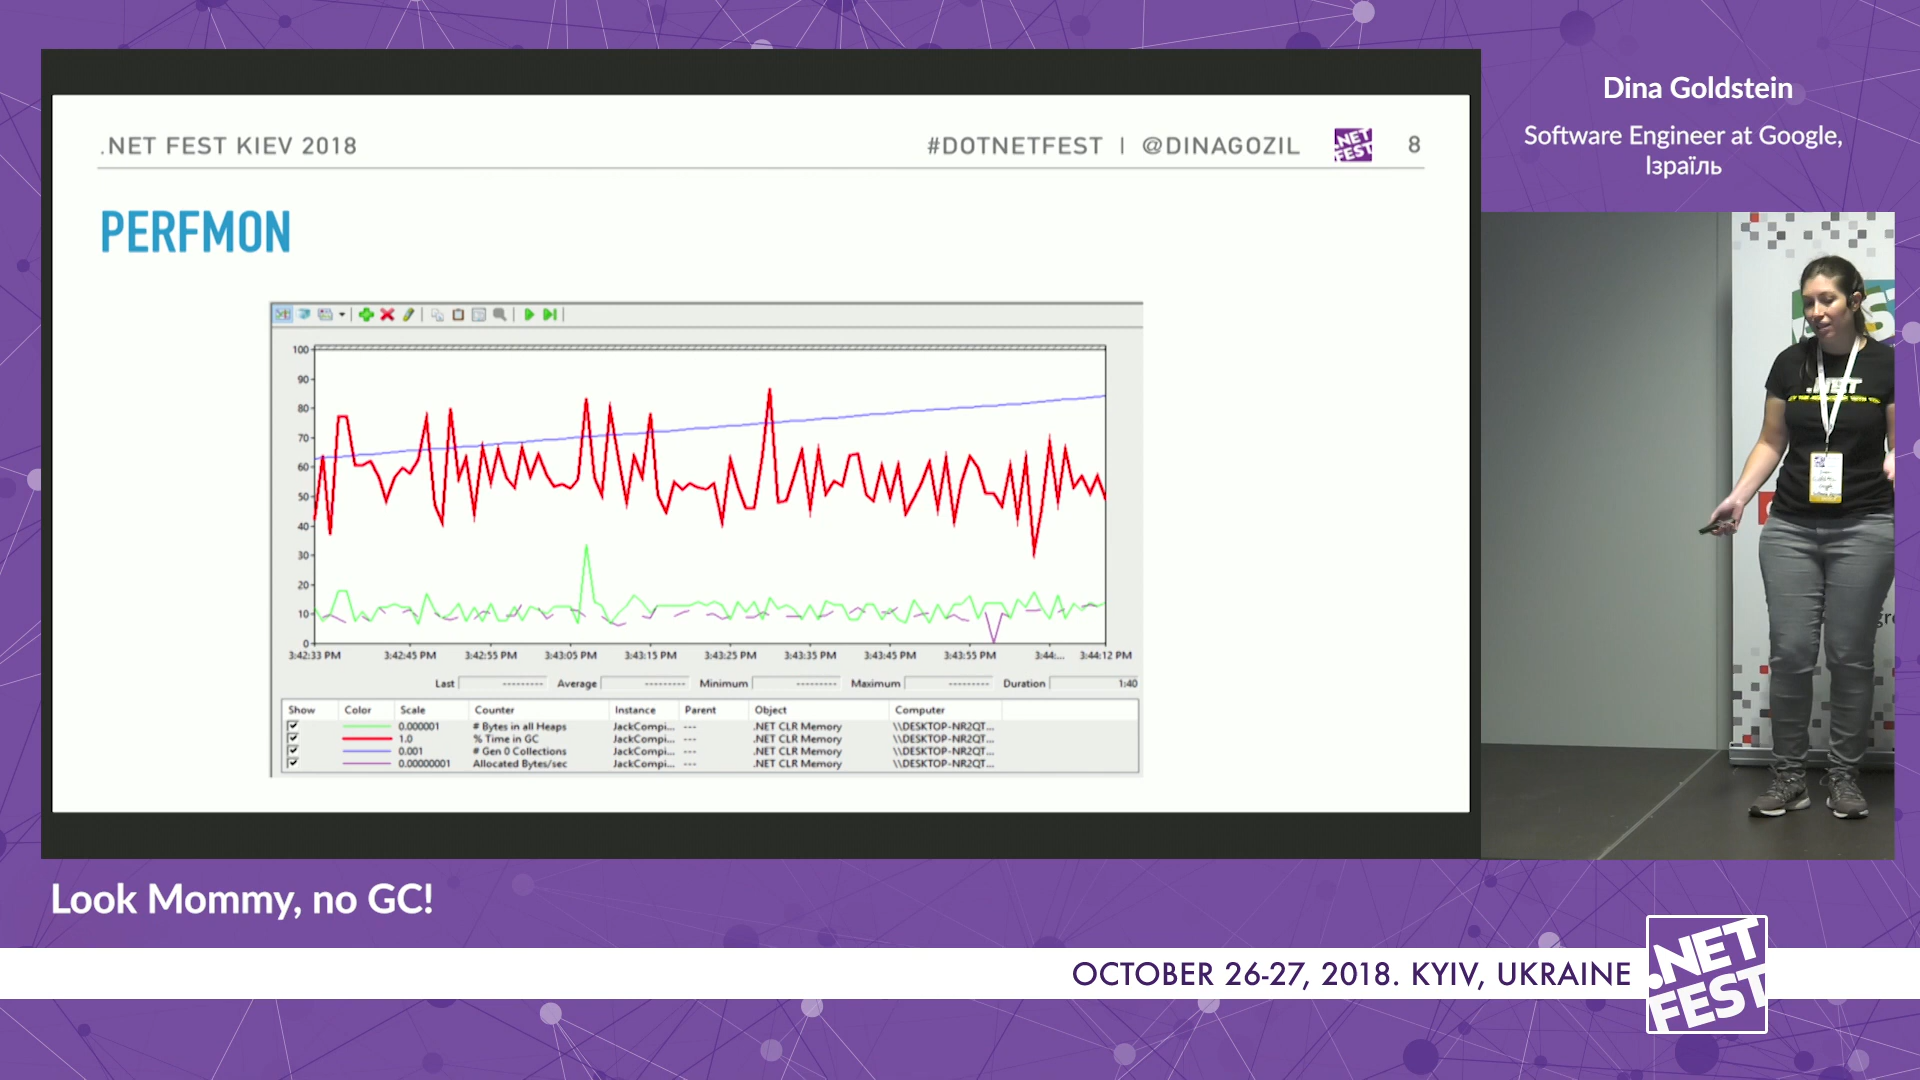 .NET FEST KIEV 2018
#DOTNETFEST | @DINAGOZIL
.NET FEST
8
PERFMON
100
90
80
70
60
50
40
30
20
10
0
3:42:33 PM 3:42:45 PM 3:42:55 PM 3:43:05 PM 3:43:15 PM 3:43:25 PM 3:43:35 PM 3:43:45 PM 3:43:55 PM 3:44:... 3:44:12 PM
Last --------- Average --------- Minimum --------- Maximum --------- Duration 1:40
Show Color Scale Counter Instance Parent Object Computer
0.000001 # Bytes in all Heaps JackCompi... --- .NET CLR Memory \\DESKTOP-NR2QT...
1.0 % Time in GC JackCompi... --- .NET CLR Memory \\DESKTOP-NR2QT...
0.001 # Gen 0 Collections JackCompi... --- .NET CLR Memory \\DESKTOP-NR2QT...
0.00000001 Allocated Bytes/sec JackCompi... --- .NET CLR Memory \\DESKTOP-NR2QT...
Dina Goldstein
Software Engineer at Google,
Ізраїль
.NET
Look Mommy, no GC!
OCTOBER 26-27, 2018. KYIV, UKRAINE
.NET
FEST